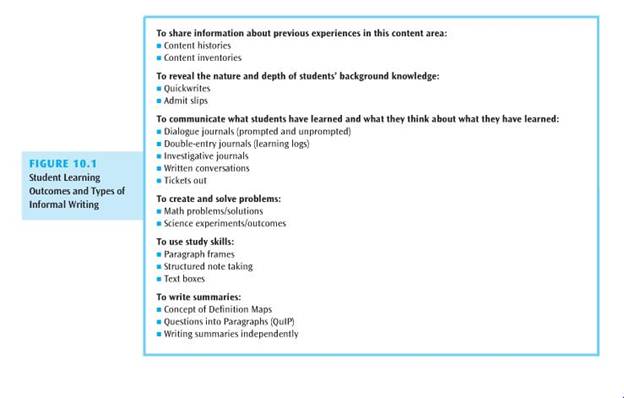 FIGURE 10.1
Student Learning
Outcomes and Types of
Informal Writing
To share information about previous experiences in this content area:
■ Content histories
■ Content inventories
To reveal the nature and depth of students' background knowledge:
■ Quickwrites
■ Admit slips
To communicate what students have learned and what they think about what they have learned:
■ Dialogue journals (prompted and unprompted)
■ Double-entry journals (learning logs)
■ Investigative journals
■ Written conversations
■ Tickets out
To create and solve problems:
■ Math problems/solutions
■ Science experiments/outcomes
To use study skills:
■ Paragraph frames
■ Structured note taking
■ Text boxes
To write summaries:
■ Concept of Definition Maps
■ Questions into Paragraphs (QuIP)
■ Writing summaries independently